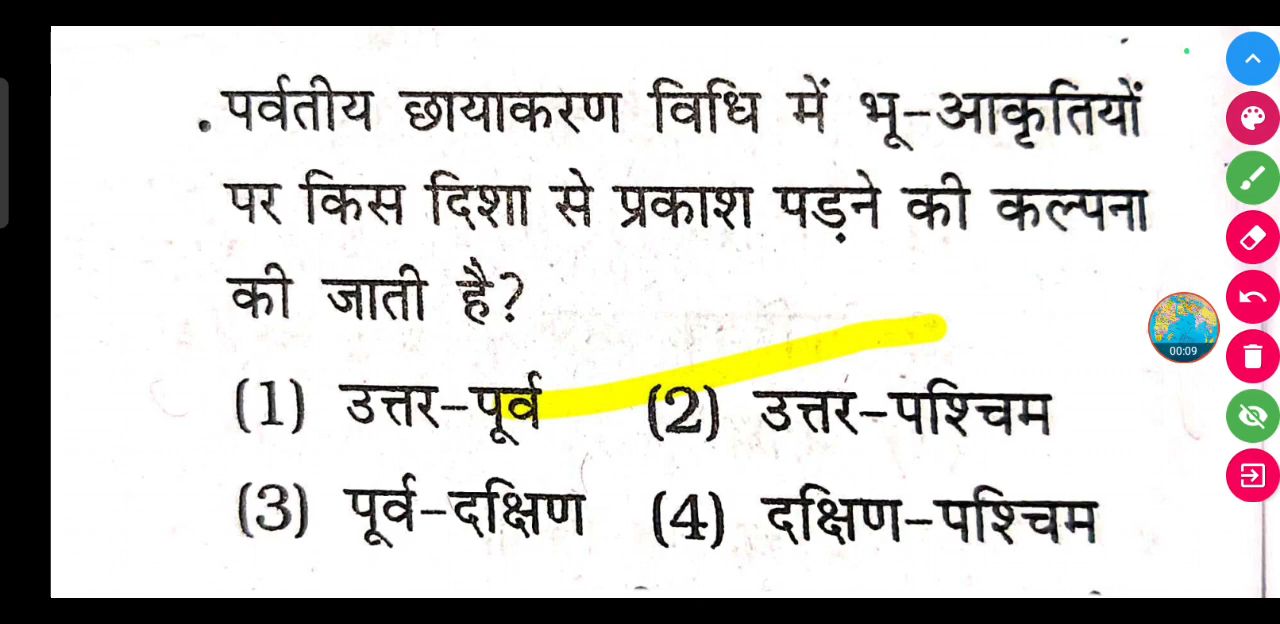 . पर्वतीय छायाकरण विधि में भू-आकृतियों
पर किस दिशा से प्रकाश पड़ने की कल्पना
की जाती है?
(1) उत्तर-पूर्व (2) उत्तर-पश्चिम
(3) पूर्व-दक्षिण (4) दक्षिण-पश्चिम
00:09